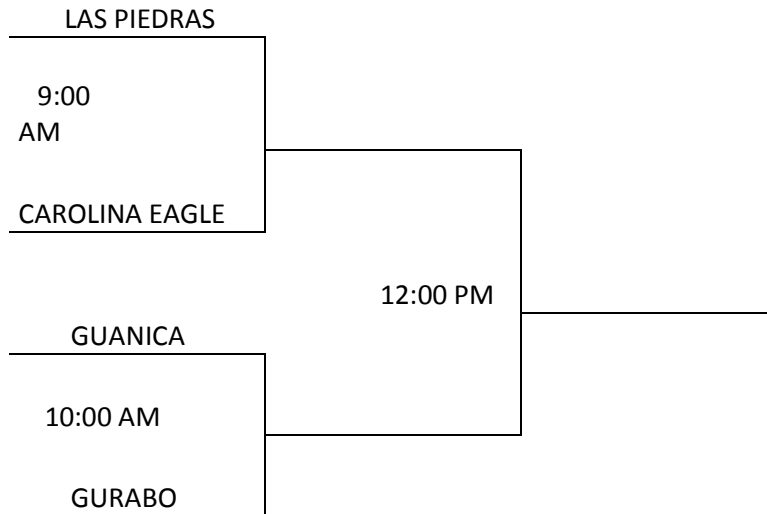 LAS PIEDRAS
9:00
AM
CAROLINA EAGLE
12:00 PM
GUANICA
10:00 AM
GURABO